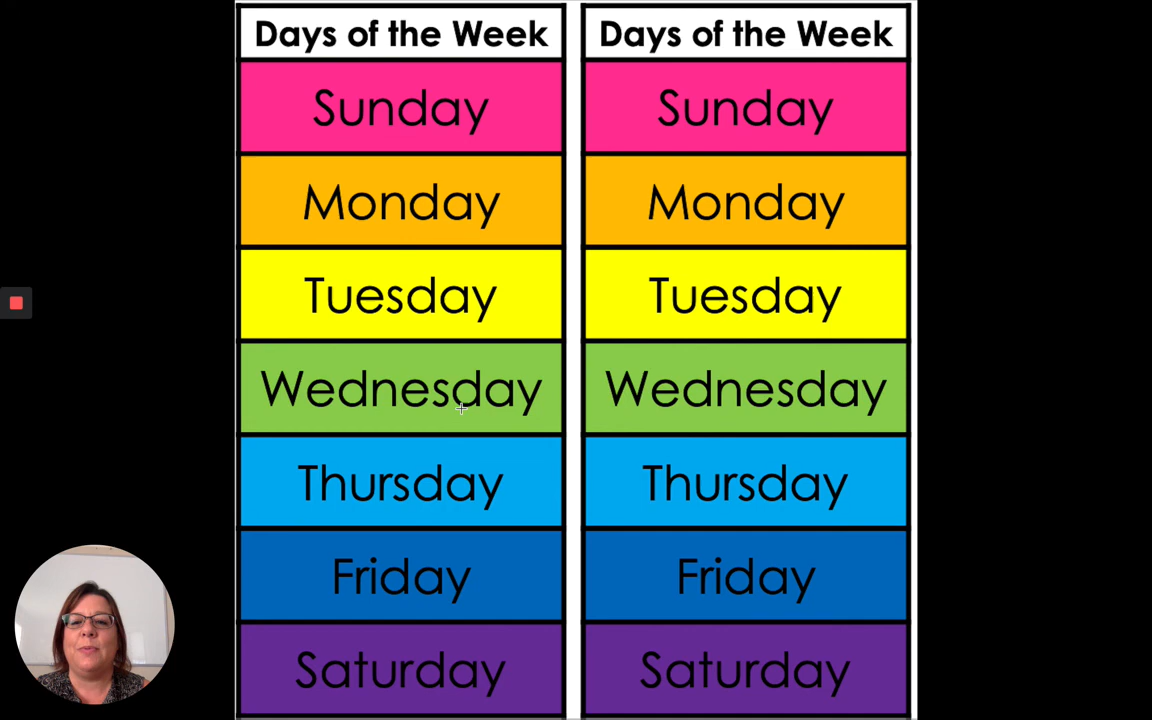 Days of the Week
Sunday
Monday
Tuesday
Wednesday
Thursday
Friday
Saturday
Days of the Week
Sunday
Monday
Tuesday
Wednesday
Thursday
Friday
Saturday